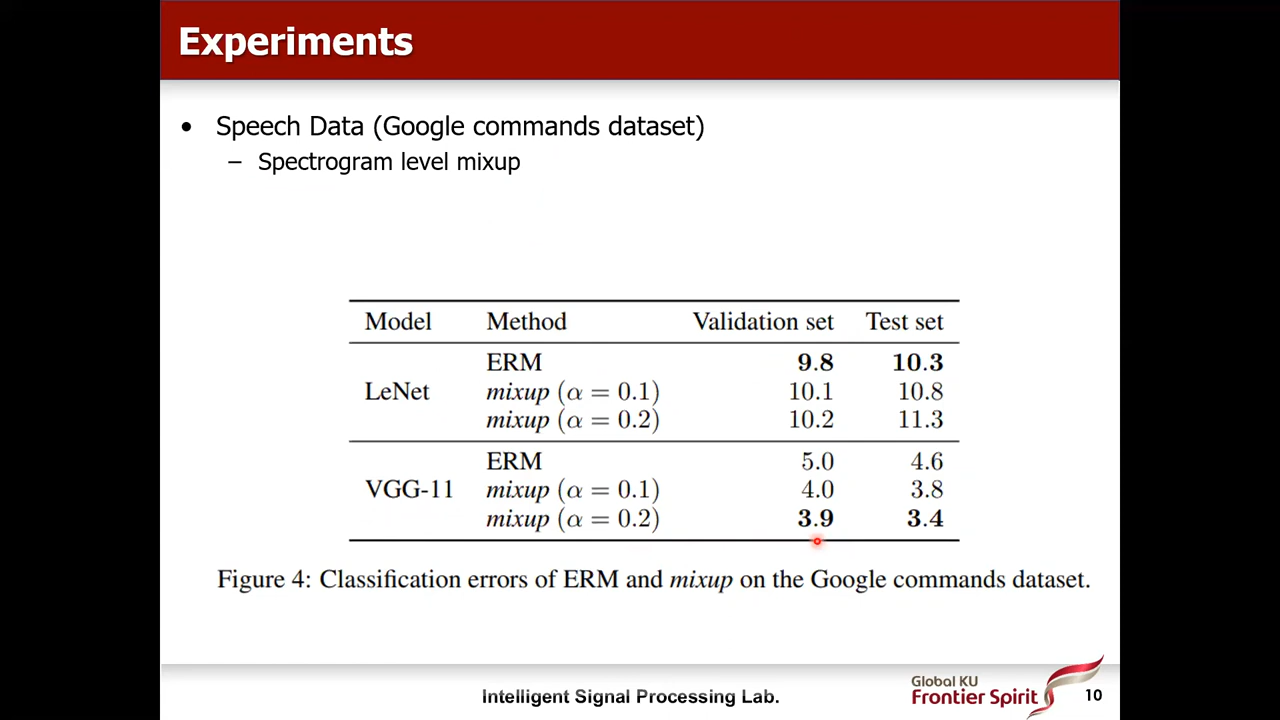 Experiments
• Speech Data (Google commands dataset)
– Spectrogram level mixup
Model Method Validation set Test set
ERM 9.8 10.3
LeNet mixup (α = 0.1) 10.1 10.8
mixup (α = 0.2) 10.2 11.3
ERM 5.0 4.6
VGG-11 mixup (α = 0.1) 4.0 3.8
mixup (α = 0.2) 3.9 3.4
Figure 4: Classification errors of ERM and mixup on the Google commands dataset.
Intelligent Signal Processing Lab.
Global KU
Frontier Spirit
10